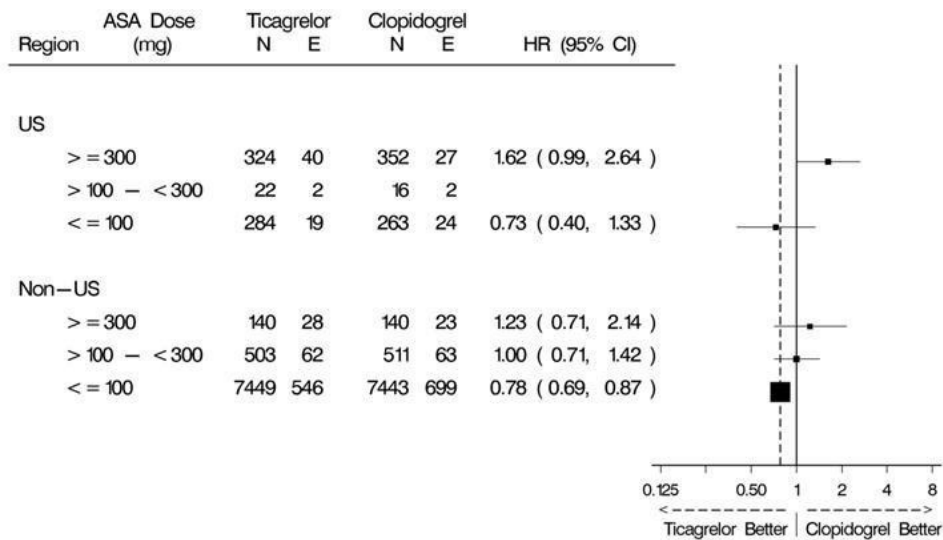 ASA Dose Ticagrelor Clopidogrel
Region (mg) N E N E HR (95% CI)
US
>=300 324 40 352 27 1.62 (0.99, 2.64)
>100 – <300 22 2 16 2
<=100 284 19 263 24 0.73 (0.40, 1.33)
Non–US
>=300 140 28 140 23 1.23 (0.71, 2.14)
>100 – <300 503 62 511 63 1.00 (0.71, 1.42)
<=100 7449 546 7443 699 0.78 (0.69, 0.87)
0.125 0.50 1 2 4 8
Ticagrelor Better Clopidogrel Better